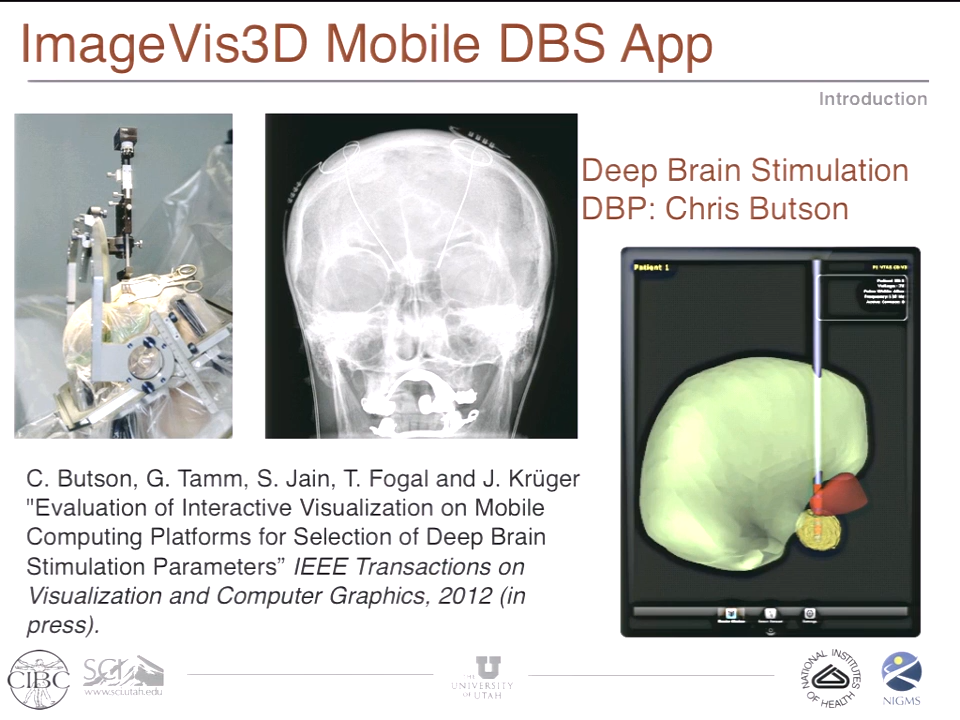 ImageVis3D Mobile DBS App
Introduction
Deep Brain Stimulation
DBP: Chris Butson
Patient 1
C. Butson, G. Tamm, S. Jain, T. Fogal and J. Krüger
"Evaluation of Interactive Visualization on Mobile
Computing Platforms for Selection of Deep Brain
Stimulation Parameters” IEEE Transactions on
Visualization and Computer Graphics, 2012 (in
press).
CIBC
SCI
www.sci.utah.edu
U
THE
UNIVERSITY
OF UTAH
NATIONAL INSTITUTES
OF HEALTH
NIGMS